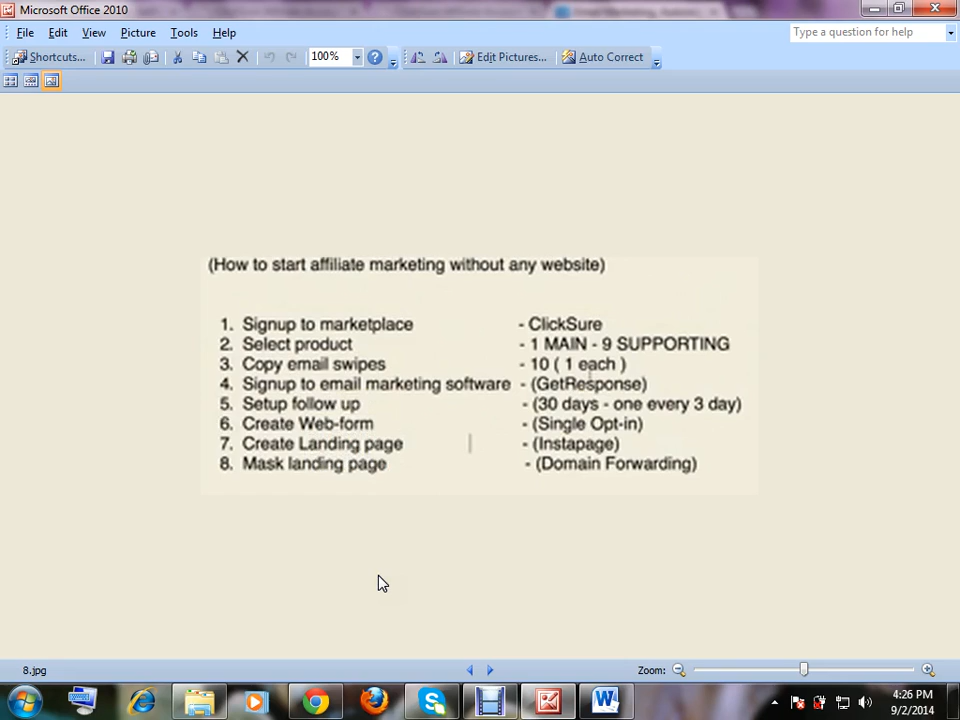 Microsoft Office 2010
File Edit View Picture Tools Help
Type a question for help
Shortcuts...
100%
Edit Pictures...
Auto Correct
(How to start affiliate marketing without any website)
1. Signup to marketplace - ClickSure
2. Select product - 1 MAIN - 9 SUPPORTING
3. Copy email swipes - 10 ( 1 each )
4. Signup to email marketing software - (GetResponse)
5. Setup follow up - (30 days - one every 3 day)
6. Create Web-form - (Single Opt-in)
7. Create Landing page - (Instapage)
8. Mask landing page - (Domain Forwarding)
8.jpg
Zoom:
4:26 PM
9/2/2014